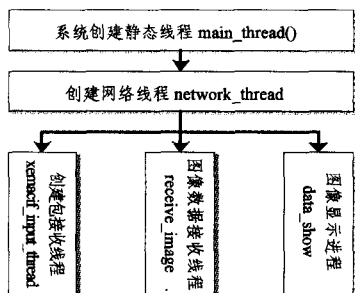 系统创建静态线程 main_thread()
创建网络线程 network_thread
创建包接收线程
xemacif_input_thread
图像数据接收线程
receive_image
图像显示进程
data_show